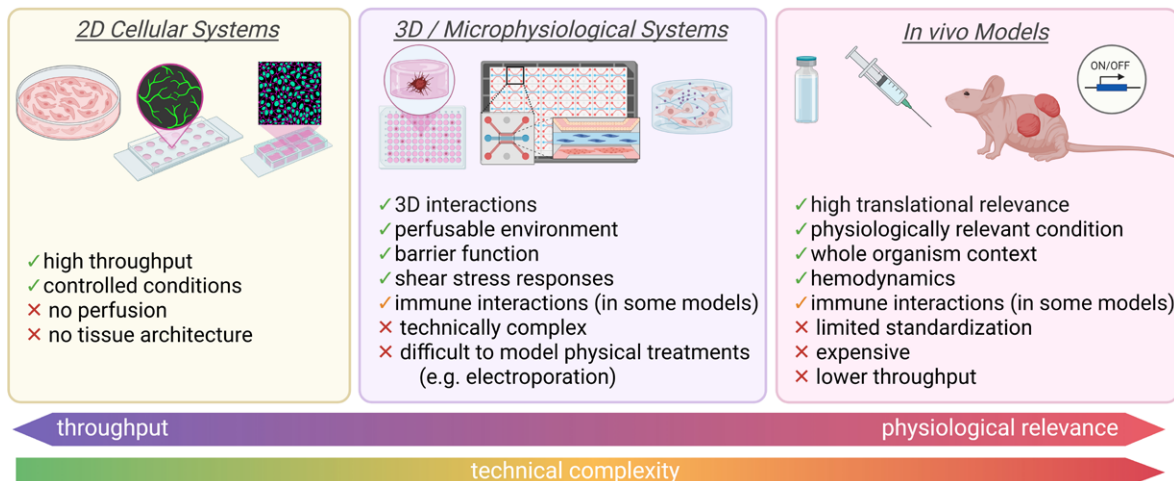 2D Cellular Systems
✓high throughput
✓controlled conditions
✕ no perfusion
✕ no tissue architecture
3D / Microphysiological Systems
✓3D interactions
✓perfusable environment
✓barrier function
✓shear stress responses
✓immune interactions (in some models)
✕ technically complex
✕ difficult to model physical treatments
(e.g. electroporation)
In vivo Models
ON/OFF
✓high translational relevance
✓physiologically relevant condition
✓whole organism context
✓hemodynamics
✓immune interactions (in some models)
✕ limited standardization
✕ expensive
✕ lower throughput
throughput
physiological relevance
technical complexity